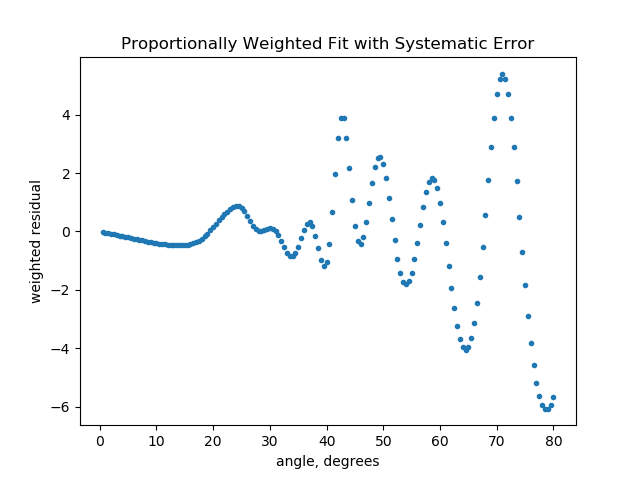 Proportionally Weighted Fit with Systematic Error
4
2
0
−2
−4
−6
weighted residual
0 10 20 30 40 50 60 70 80
angle, degrees